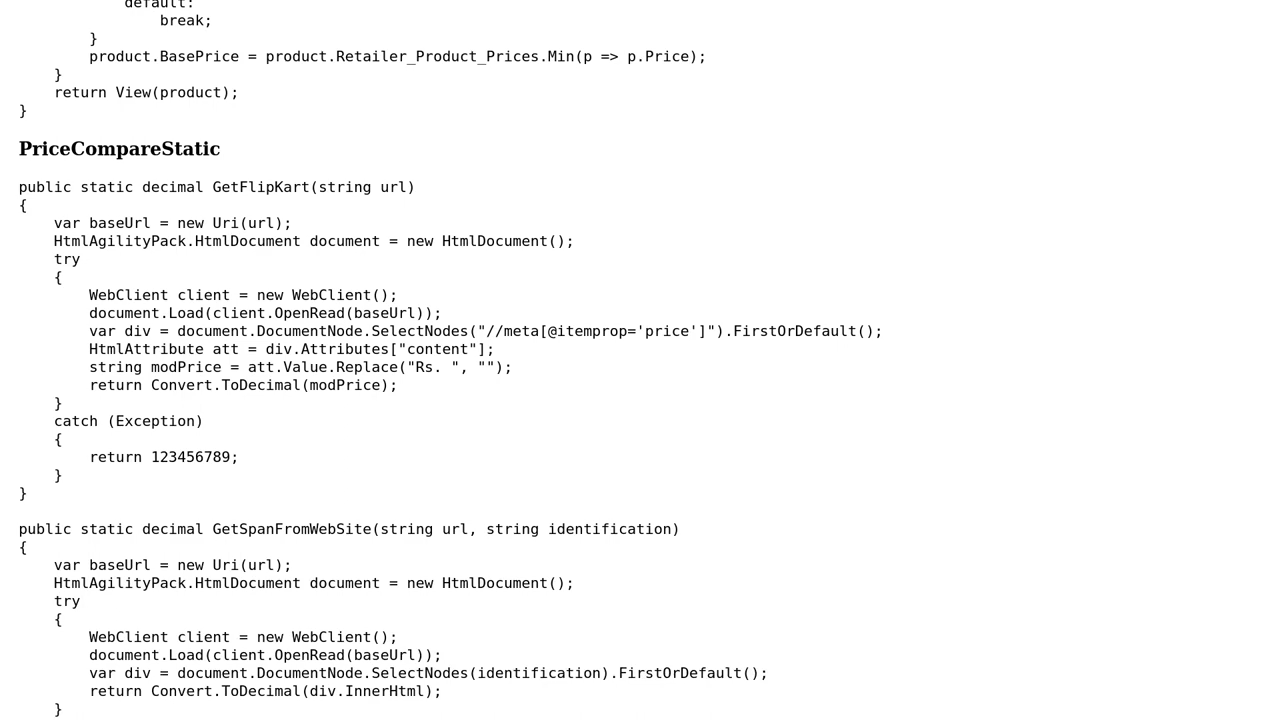 default:
                break;
        }
        product.BasePrice = product.Retailer_Product_Prices.Min(p => p.Price);
    }
    return View(product);
}
PriceCompareStatic
public static decimal GetFlipKart(string url)
{
    var baseUrl = new Uri(url);
    HtmlAgilityPack.HtmlDocument document = new HtmlDocument();
    try
    {
        WebClient client = new WebClient();
        document.Load(client.OpenRead(baseUrl));
        var div = document.DocumentNode.SelectNodes("//meta[@itemprop='price']").FirstOrDefault();
        HtmlAttribute att = div.Attributes["content"];
        string modPrice = att.Value.Replace("Rs. ", "");
        return Convert.ToDecimal(modPrice);
    }
    catch (Exception)
    {
        return 123456789;
    }
}
public static decimal GetSpanFromWebSite(string url, string identification)
{
    var baseUrl = new Uri(url);
    HtmlAgilityPack.HtmlDocument document = new HtmlDocument();
    try
    {
        WebClient client = new WebClient();
        document.Load(client.OpenRead(baseUrl));
        var div = document.DocumentNode.SelectNodes(identification).FirstOrDefault();
        return Convert.ToDecimal(div.InnerHtml);
    }